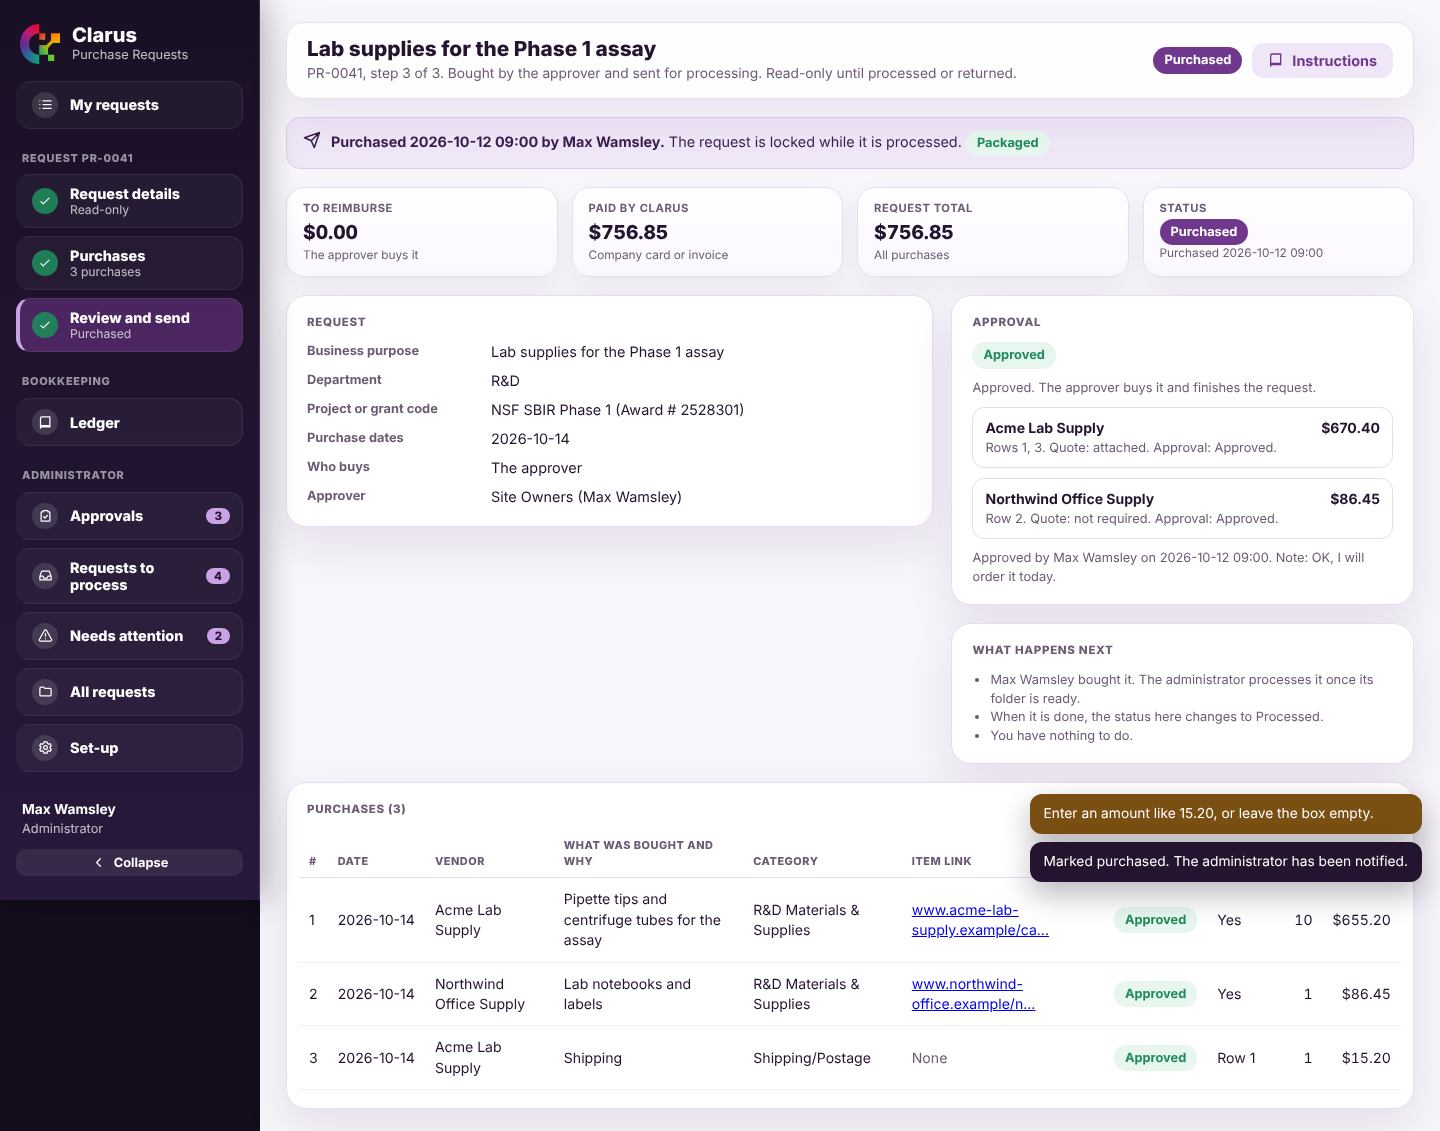 Clarus
Purchase Requests
My requests
REQUEST PR-0041
Request details
Read-only
Purchases
3 purchases
Review and send
Purchased
BOOKKEEPING
Ledger
ADMINISTRATOR
Approvals
3
Requests to
process
4
Needs attention
2
All requests
Set-up
Max Wamsley
Administrator
Collapse
Lab supplies for the Phase 1 assay
PR-0041, step 3 of 3. Bought by the approver and sent for processing. Read-only until processed or returned.
Purchased
Instructions
Purchased 2026-10-12 09:00 by Max Wamsley. The request is locked while it is processed. Packaged
TO REIMBURSE
$0.00
The approver buys it
PAID BY CLARUS
$756.85
Company card or invoice
REQUEST TOTAL
$756.85
All purchases
STATUS
Purchased
Purchased 2026-10-12 09:00
REQUEST
Business purpose Lab supplies for the Phase 1 assay
Department R&D
Project or grant code NSF SBIR Phase 1 (Award # 2528301)
Purchase dates 2026-10-14
Who buys The approver
Approver Site Owners (Max Wamsley)
APPROVAL
Approved
Approved. The approver buys it and finishes the request.
Acme Lab Supply $670.40
Rows 1, 3. Quote: attached. Approval: Approved.
Northwind Office Supply $86.45
Row 2. Quote: not required. Approval: Approved.
Approved by Max Wamsley on 2026-10-12 09:00. Note: OK, I will
order it today.
WHAT HAPPENS NEXT
• Max Wamsley bought it. The administrator processes it once its
folder is ready.
• When it is done, the status here changes to Processed.
• You have nothing to do.
PURCHASES (3)
Enter an amount like 15.20, or leave the box empty.
Marked purchased. The administrator has been notified.
# DATE VENDOR WHAT WAS BOUGHT AND WHY CATEGORY ITEM LINK
1 2026-10-14 Acme Lab Supply Pipette tips and centrifuge tubes for the assay R&D Materials & Supplies www.acme-lab-supply.example/ca... Approved Yes 10 $655.20
2 2026-10-14 Northwind Office Supply Lab notebooks and labels R&D Materials & Supplies www.northwind-office.example/n... Approved Yes 1 $86.45
3 2026-10-14 Acme Lab Supply Shipping Shipping/Postage None Approved Row 1 1 $15.20